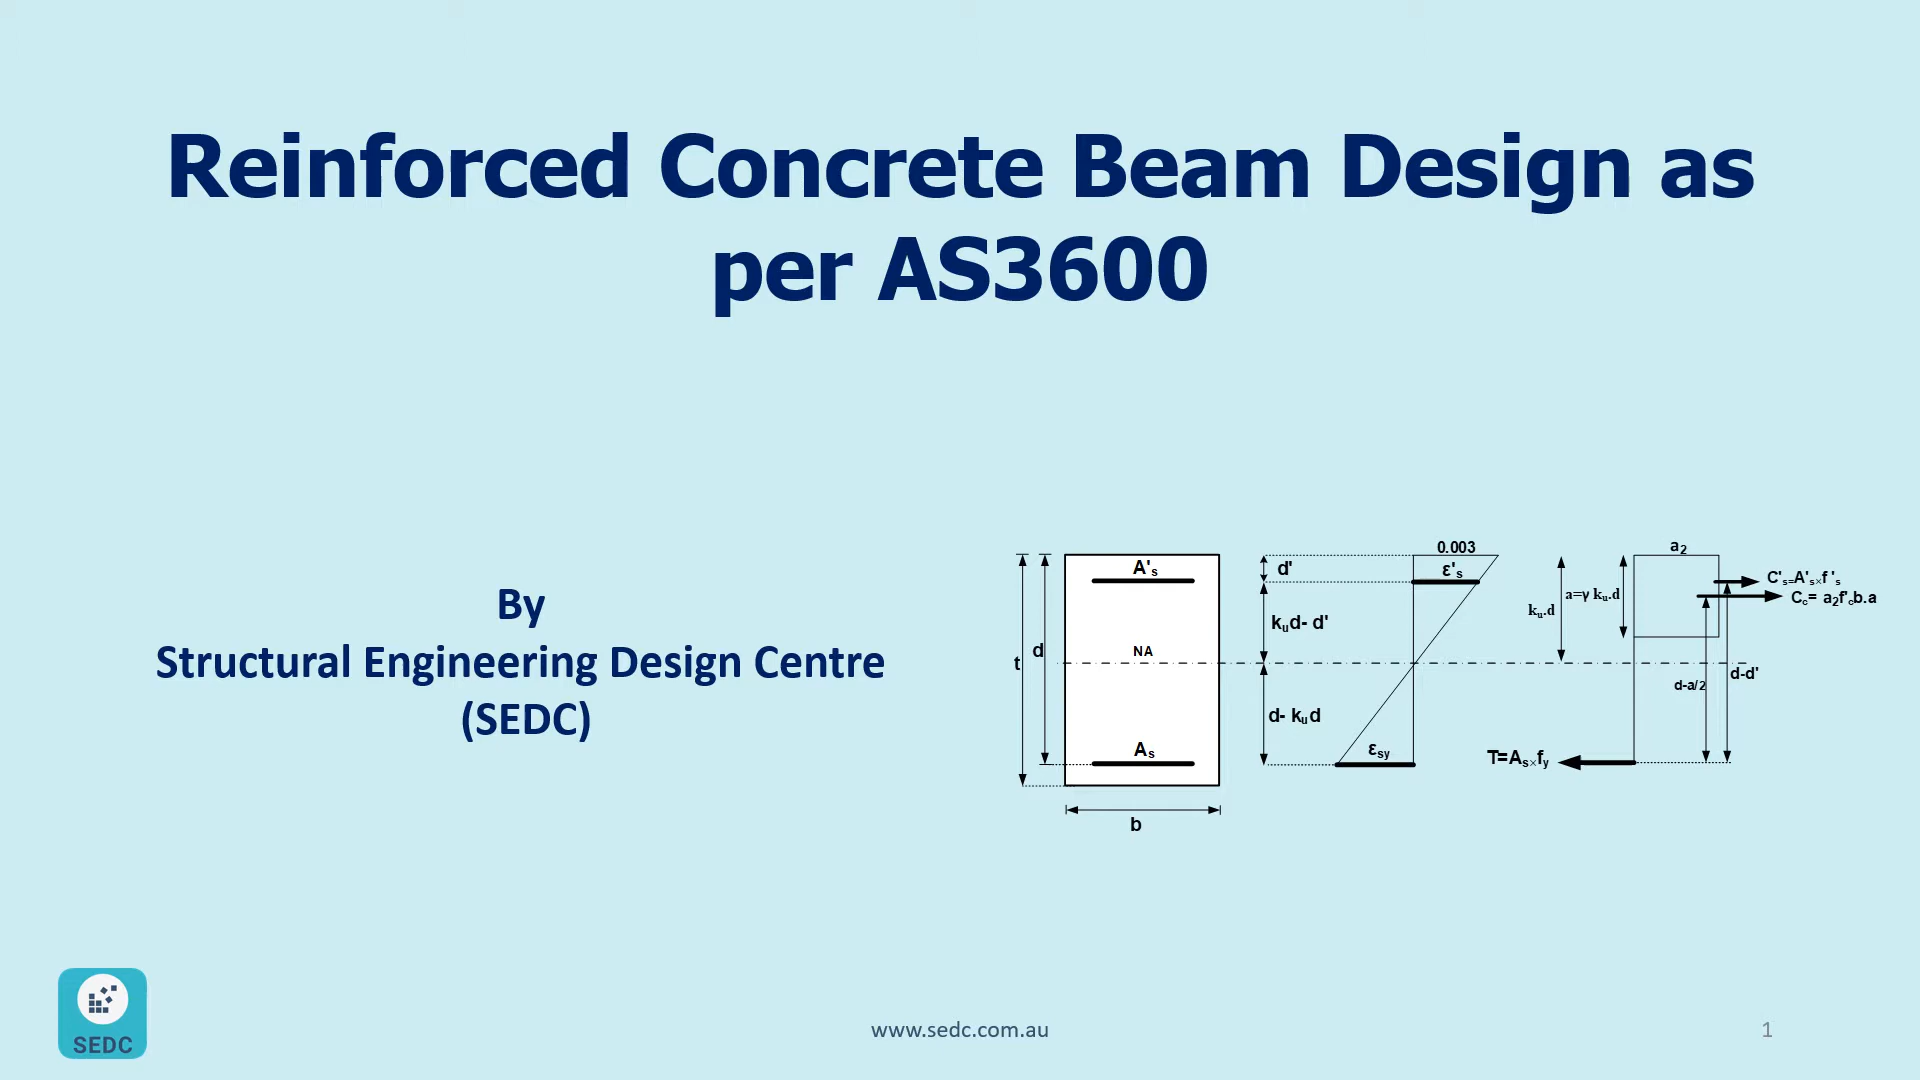 Reinforced Concrete Beam Design as
per AS3600
By
Structural Engineering Design Centre
(SEDC)
t
d
A's
NA
As
b
d'
kud- d'
d- kud
0.003
ε's
εsy
ku.d
a=γ ku.d
a2
C's=A's×f's
Cc= a2f'cb.a
d-a/2
d-d'
T=As×fy
SEDC
www.sedc.com.au
1